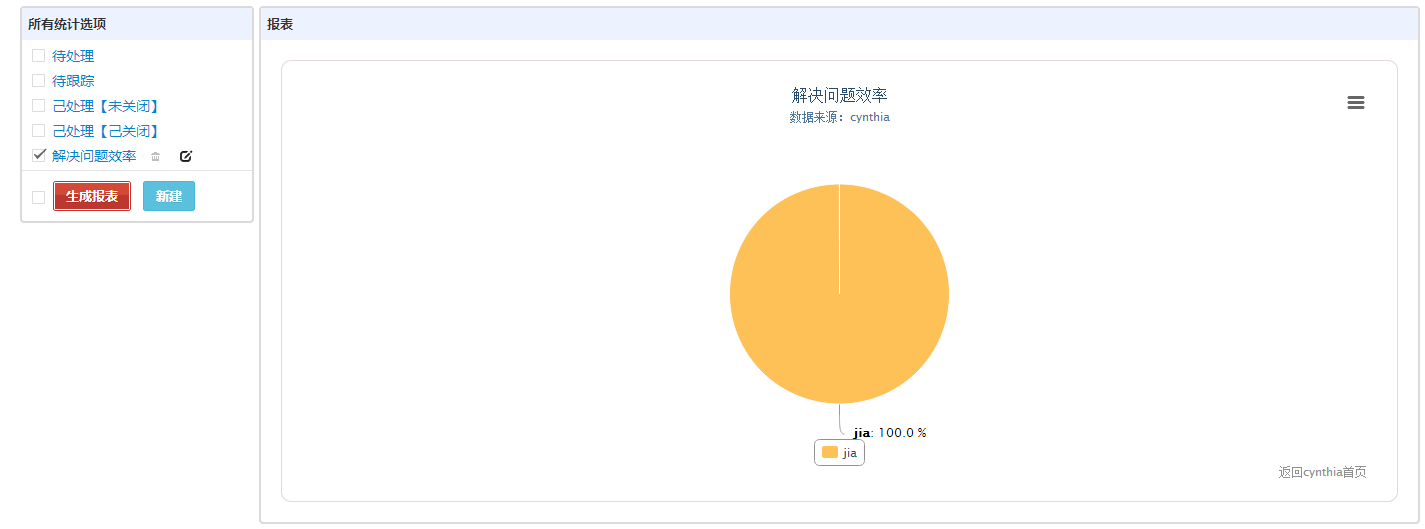 所有统计选项
待处理
待跟踪
己处理【未关闭】
己处理【己关闭】
解决问题效率
生成报表 新建
报表
解决问题效率
数据来源：cynthia
jia: 100.0 %
jia
返回cynthia首页